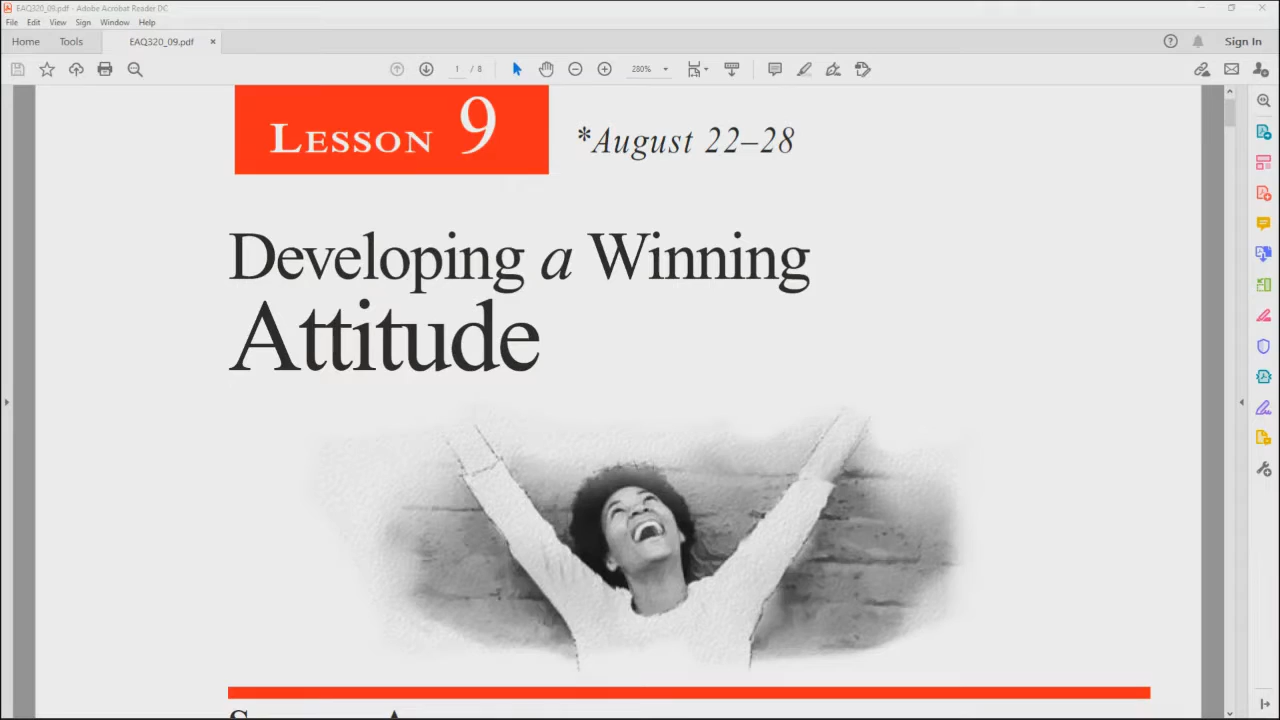 EAQ320_09.pdf - Adobe Acrobat Reader DC
File Edit View Sign Window Help
Home Tools EAQ320_09.pdf × Sign In
1 / 8 280%
LESSON 9
*August 22–28
Developing a Winning
Attitude